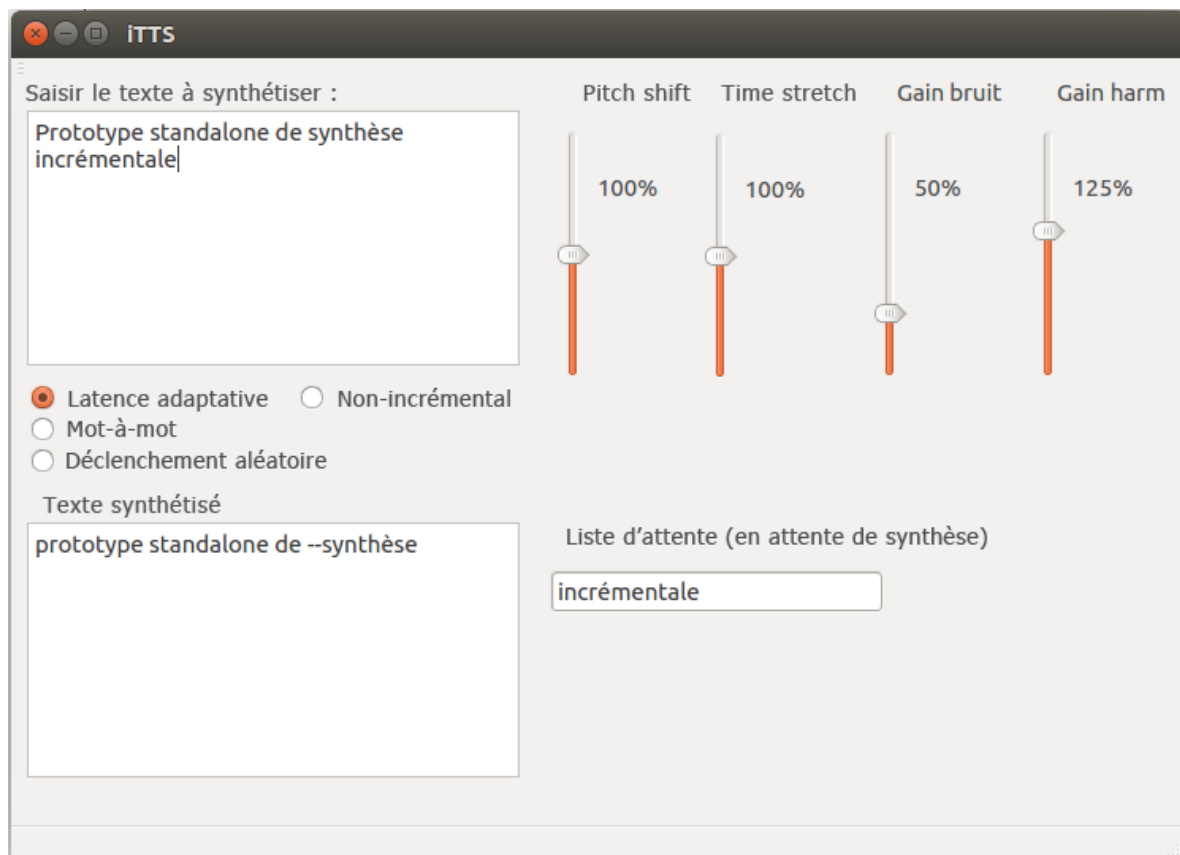 iTTS
Saisir le texte à synthétiser :
Prototype standalone de synthèse
incrémentale
Pitch shift
Time stretch
Gain bruit
Gain harm
100%
100%
50%
125%
Latence adaptative
Non-incrémental
Mot-à-mot
Déclenchement aléatoire
Texte synthétisé
prototype standalone de --synthèse
Liste d'attente (en attente de synthèse)
incrémentale